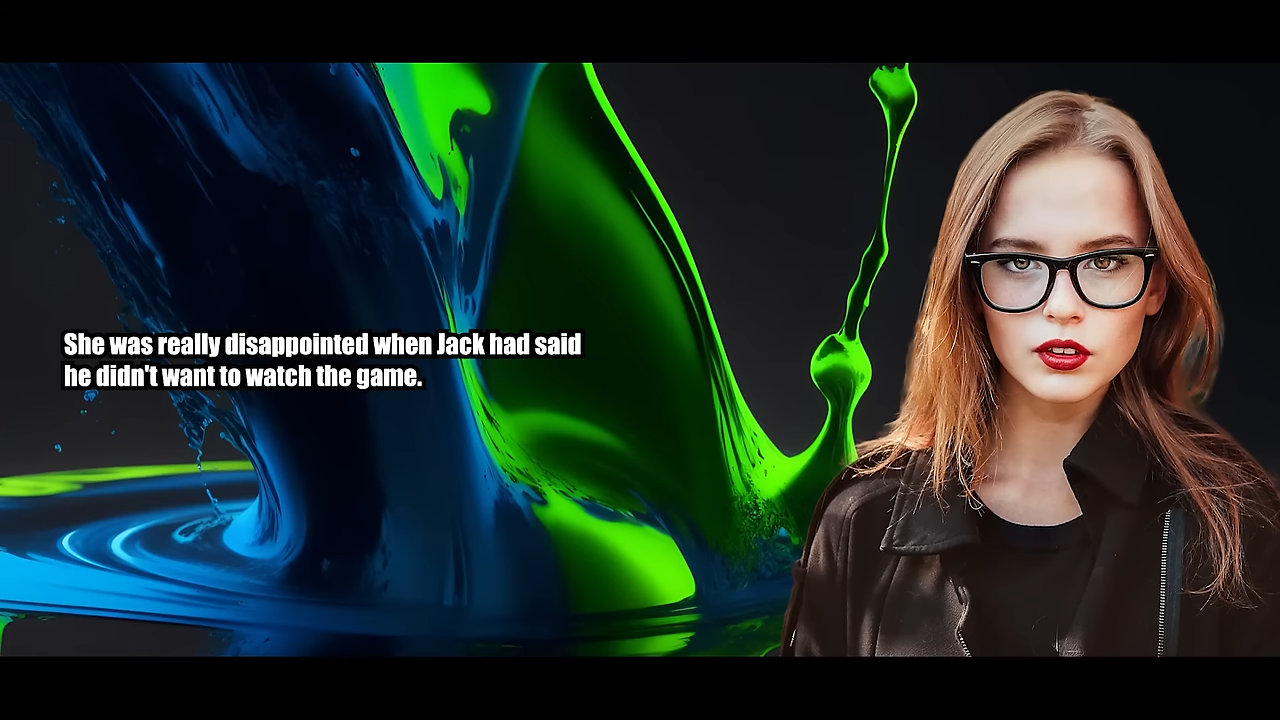 She was really disappointed when Jack had said
he didn't want to watch the game.